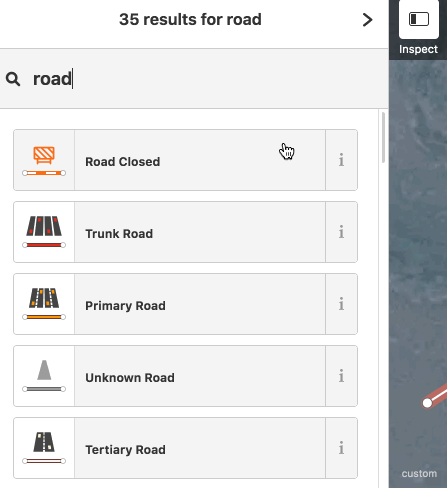 35 results for road
Inspect
road
Road Closed
i
Trunk Road
i
Primary Road
i
Unknown Road
i
Tertiary Road
i
custom